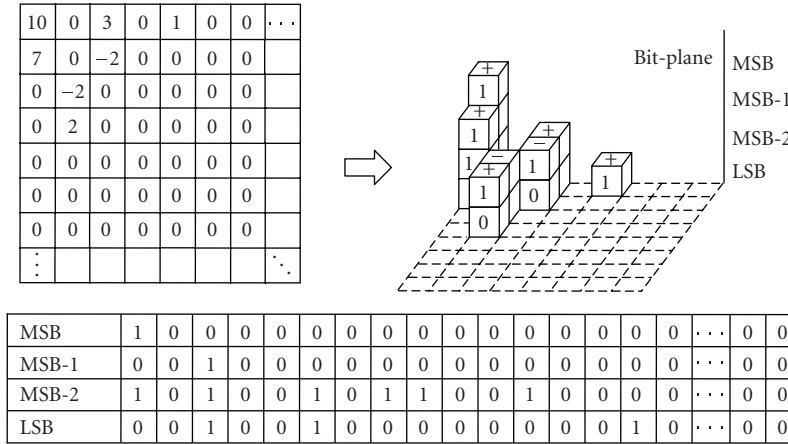 10 0 3 0 1 0 0 ···
7 0 −2 0 0 0 0
0 −2 0 0 0 0 0
0 2 0 0 0 0 0
0 0 0 0 0 0 0
0 0 0 0 0 0 0
0 0 0 0 0 0 0
⋮ ⋱
Bit-plane
MSB
MSB-1
MSB-2
LSB
+
1
+
1
+
−
1
−
+
1
+
1
1
0
0
MSB 1 0 0 0 0 0 0 0 0 0 0 0 0 0 0 0 ··· 0 0
MSB-1 0 0 1 0 0 0 0 0 0 0 0 0 0 0 0 0 ··· 0 0
MSB-2 1 0 1 0 0 1 0 1 1 0 0 1 0 0 0 0 ··· 0 0
LSB 0 0 1 0 0 1 0 0 0 0 0 0 0 0 1 0 ··· 0 0